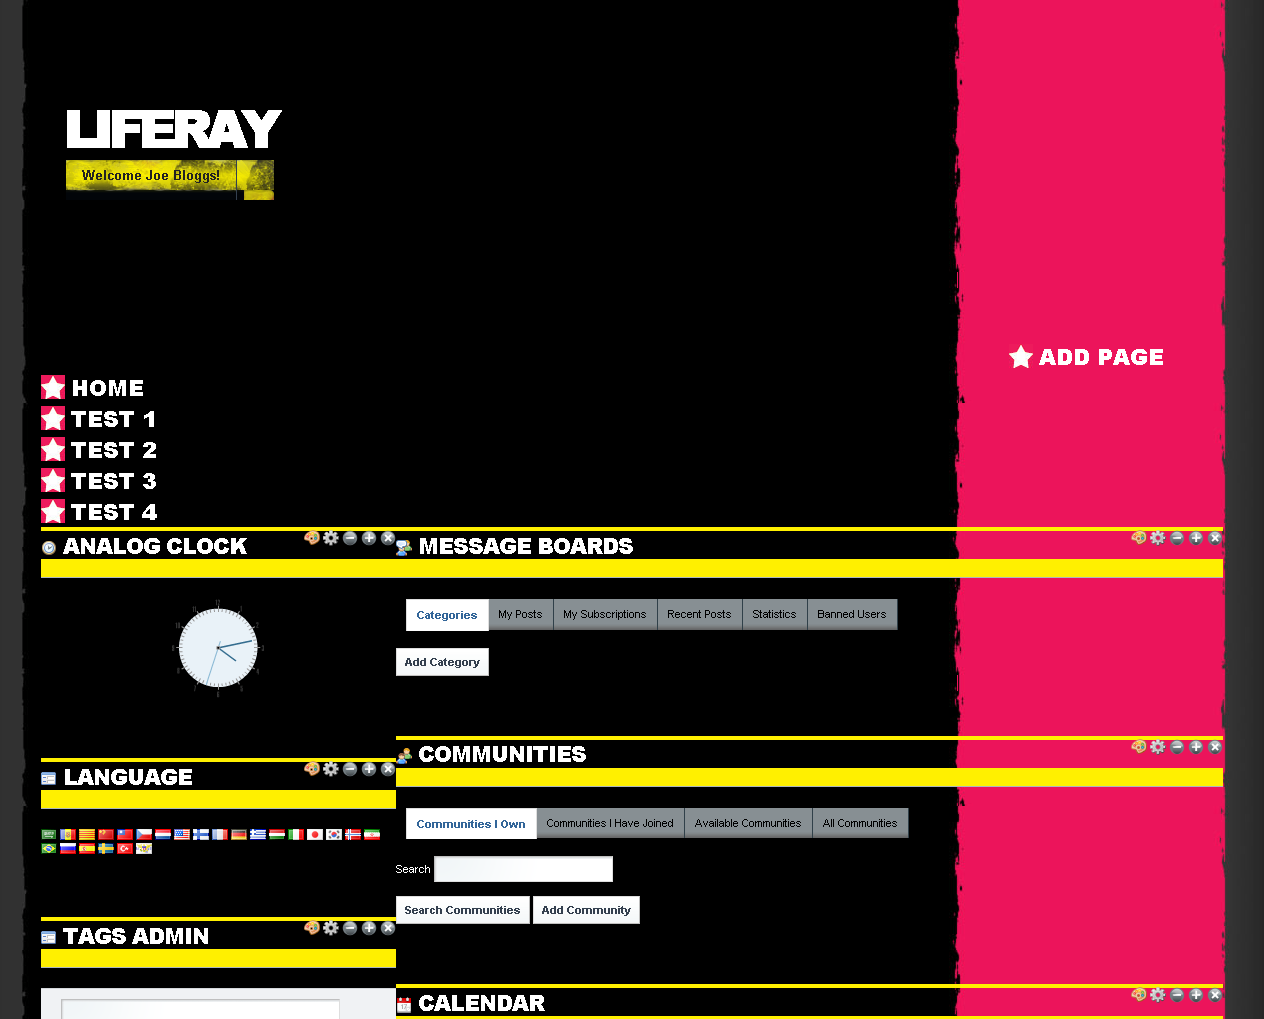 LIFERAY
Welcome Joe Bloggs!
ADD PAGE
HOME
TEST 1
TEST 2
TEST 3
TEST 4
ANALOG CLOCK
MESSAGE BOARDS
Categories My Posts My Subscriptions Recent Posts Statistics Banned Users
Add Category
COMMUNITIES
LANGUAGE
Communities I Own Communities I Have Joined Available Communities All Communities
Search
Search Communities Add Community
TAGS ADMIN
CALENDAR